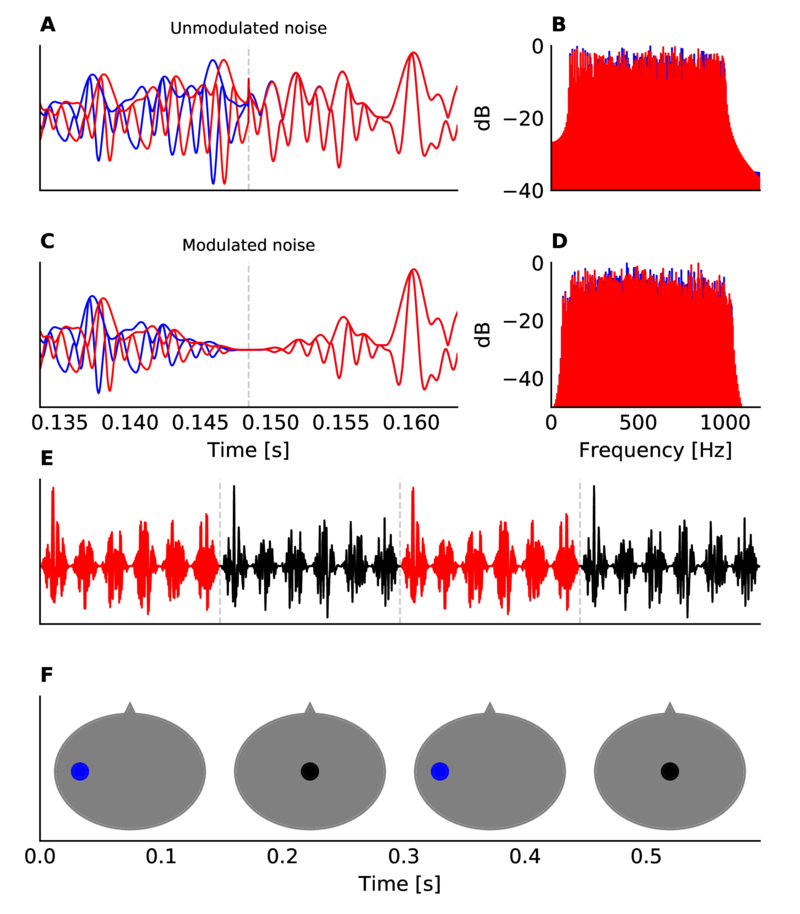 A
Unmodulated noise
B
0
dB
−20
−40
C
Modulated noise
D
0
dB
−20
−40
0.135 0.140 0.145 0.150 0.155 0.160
Time [s]
0 500 1000
Frequency [Hz]
E
F
0.0 0.1 0.2 0.3 0.4 0.5
Time [s]